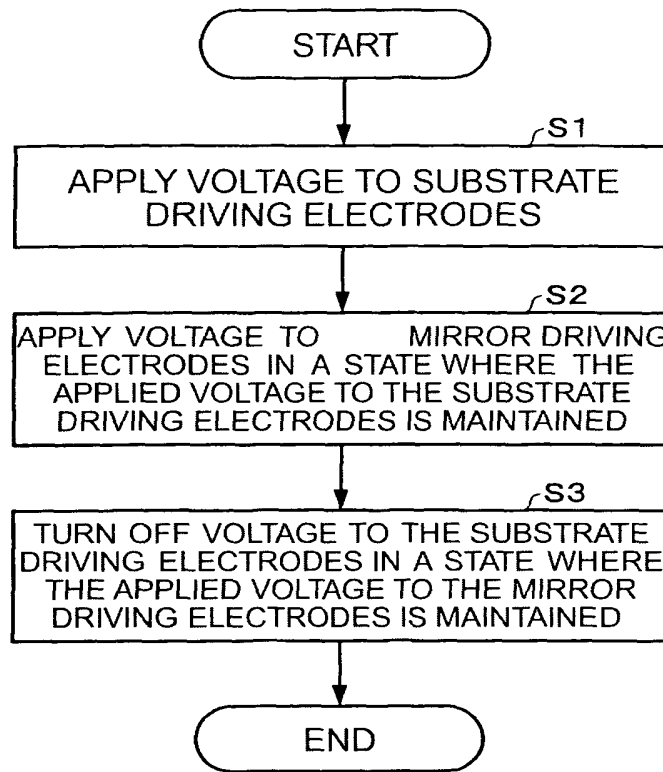 START
S1
APPLY VOLTAGE TO SUBSTRATE
DRIVING ELECTRODES
S2
APPLY VOLTAGE TO MIRROR DRIVING
ELECTRODES IN A STATE WHERE THE
APPLIED VOLTAGE TO THE SUBSTRATE
DRIVING ELECTRODES IS MAINTAINED
S3
TURN OFF VOLTAGE TO THE SUBSTRATE
DRIVING ELECTRODES IN A STATE WHERE
THE APPLIED VOLTAGE TO THE MIRROR
DRIVING ELECTRODES IS MAINTAINED
END